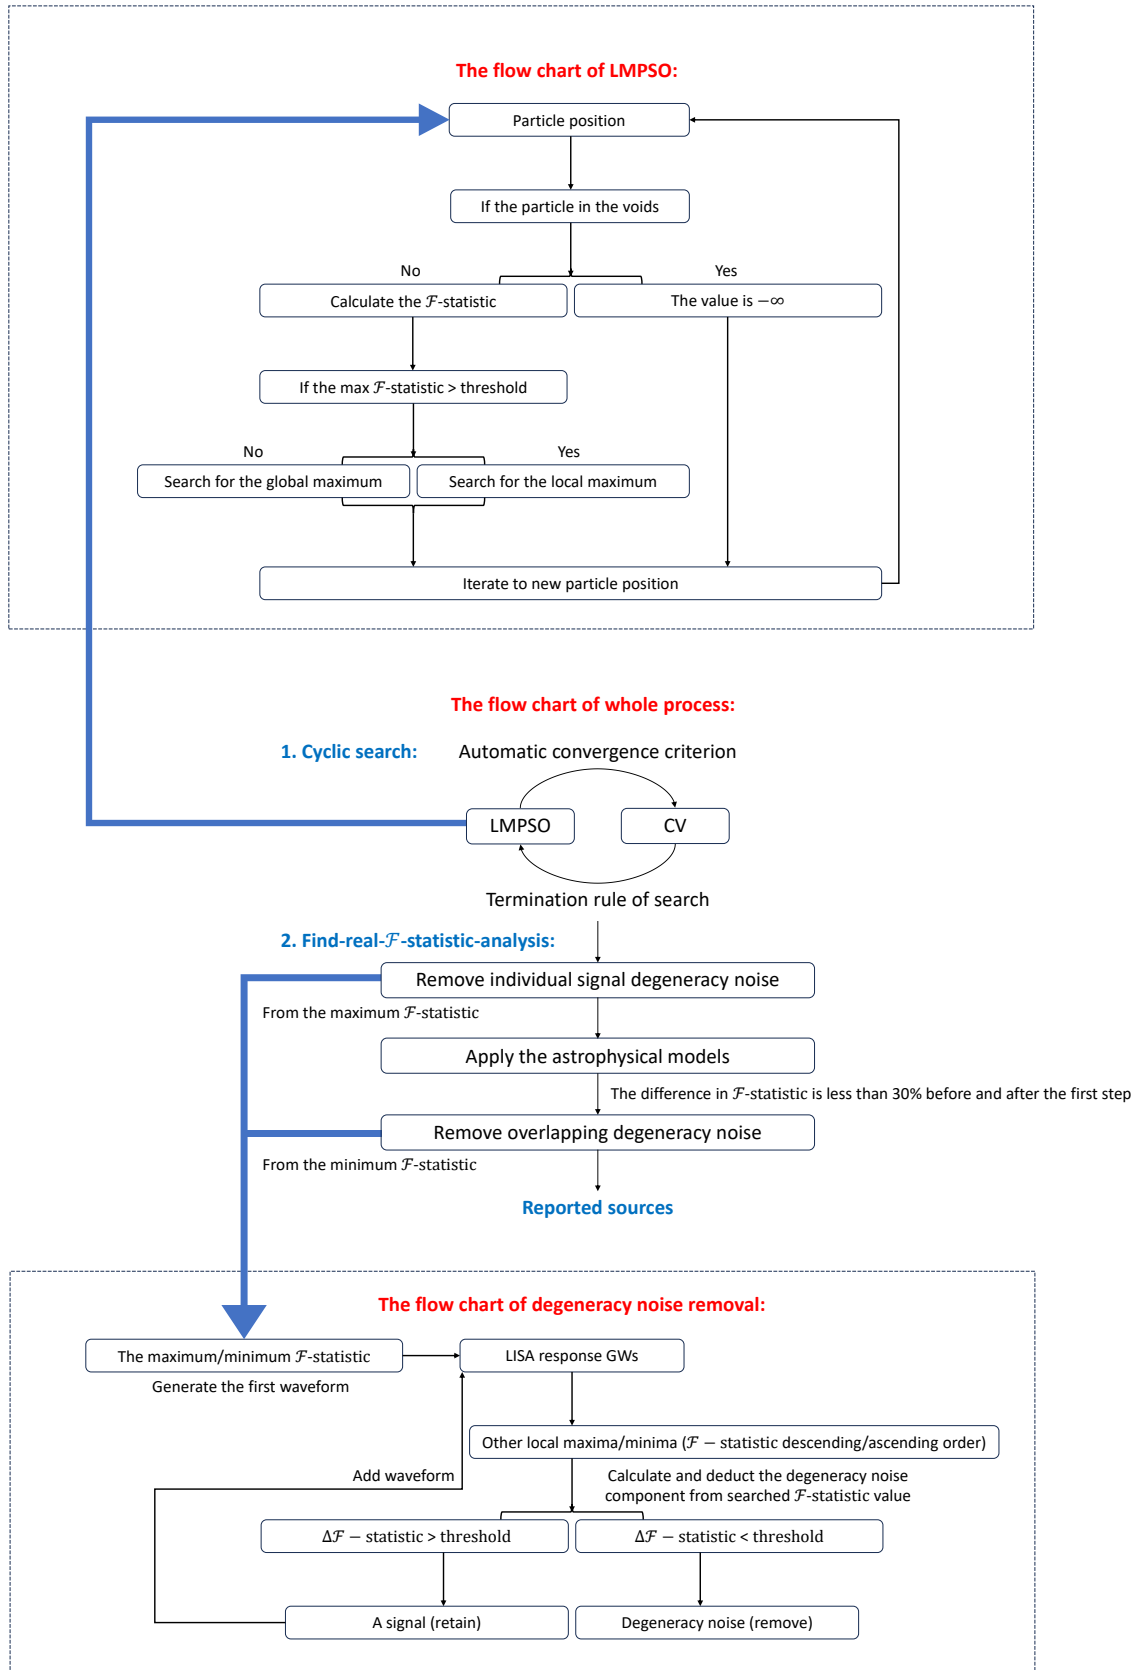 The flow chart of LMPSO:
Particle position
If the particle in the voids
No
Yes
Calculate the ℱ-statistic
The value is −∞
If the max ℱ-statistic > threshold
No
Yes
Search for the global maximum
Search for the local maximum
Iterate to new particle position
The flow chart of whole process:
1. Cyclic search:
Automatic convergence criterion
LMPSO
CV
Termination rule of search
2. Find-real-ℱ-statistic-analysis:
Remove individual signal degeneracy noise
From the maximum ℱ-statistic
Apply the astrophysical models
The difference in ℱ-statistic is less than 30% before and after the first step
Remove overlapping degeneracy noise
From the minimum ℱ-statistic
Reported sources
The flow chart of degeneracy noise removal:
The maximum/minimum ℱ-statistic
LISA response GWs
Generate the first waveform
Other local maxima/minima (ℱ − statistic descending/ascending order)
Add waveform
Calculate and deduct the degeneracy noise
component from searched ℱ-statistic value
Δℱ − statistic > threshold
Δℱ − statistic < threshold
A signal (retain)
Degeneracy noise (remove)